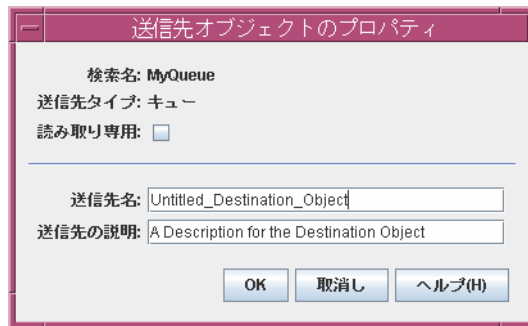 送信先オブジェクトのプロパティ
検索名: MyQueue
送信先タイプ: キュー
読み取り専用:
送信先名: Untitled_Destination_Object
送信先の説明: A Description for the Destination Object
OK 取消し ヘルプ(H)